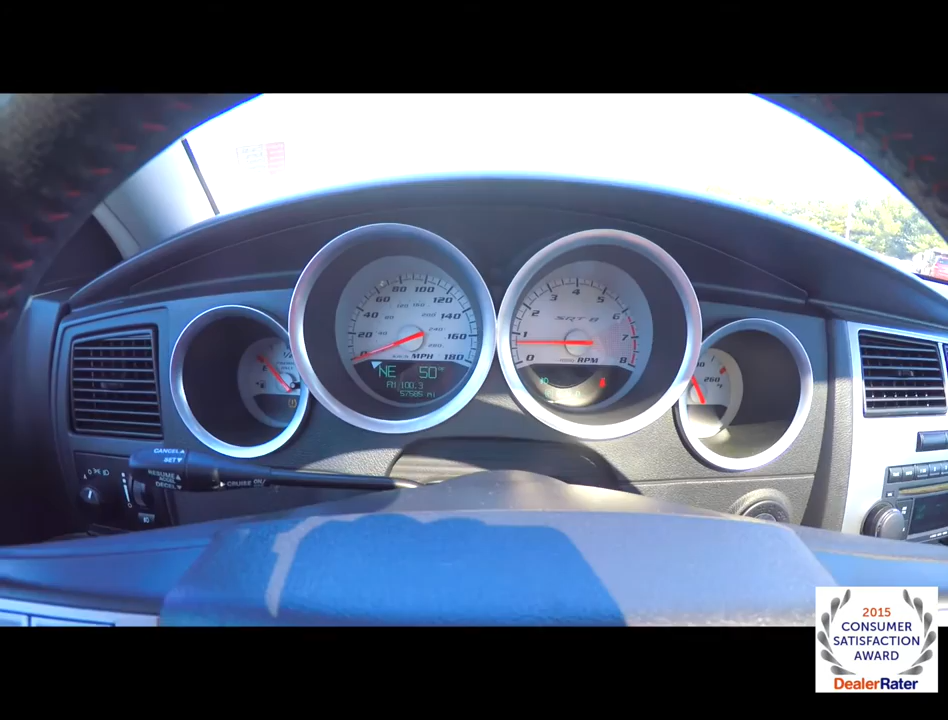 80 100
60 120
40 140
20 160
0 MPH 180
NE 50°F
FM 100.3
57585 mi
3 4 5
2 6
1 SRT 8 7
0 RPM 8
260 °F
CANCEL
SET
RESUME
ACCEL
DECEL
CRUISE ON/
2015
CONSUMER
SATISFACTION
AWARD
DealerRater